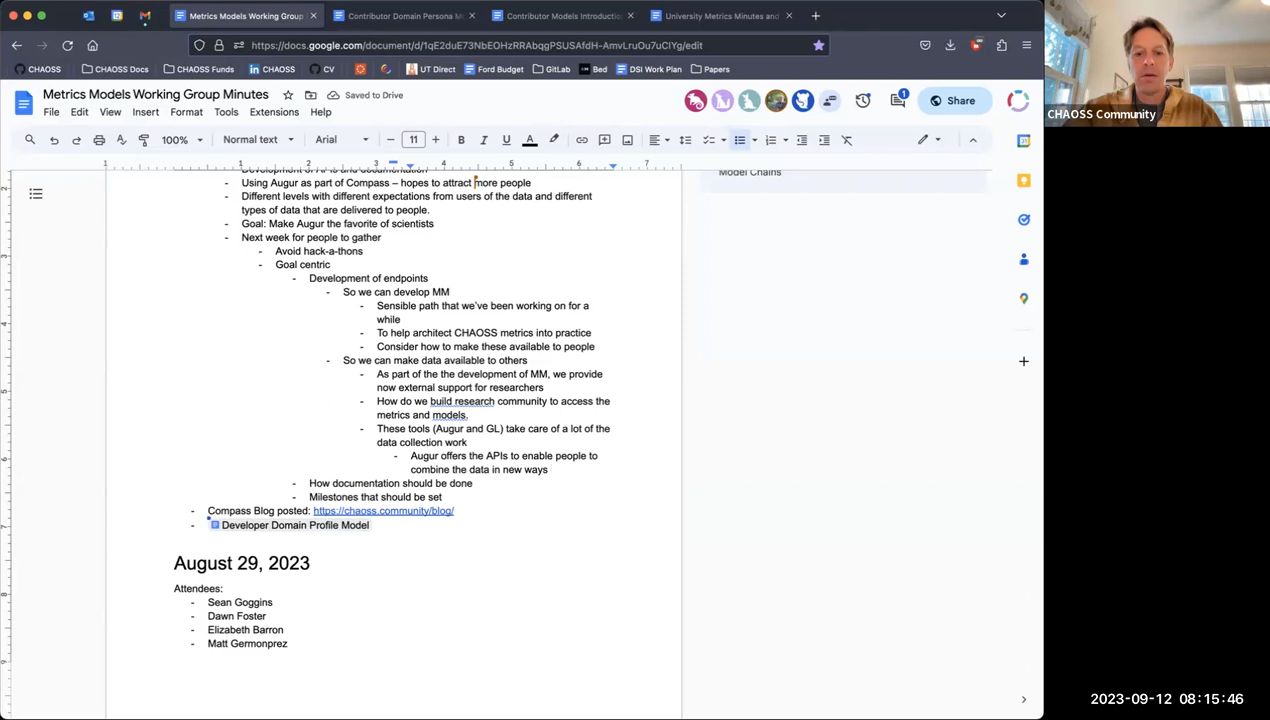 Metrics Models Working Group
Contributor Domain Persona M
Contributor Models Introduction
University Metrics Minutes and
https://docs.google.com/document/d/1qE2duE73NbEOHzRRAbqgPSUSAfdH-AmvLruOu7uCIYg/edit
CHAOSS
CHAOSS Docs
CHAOSS Funds
CHAOSS
CV
UT Direct
Ford Budget
GitLab
Bed
DSI Work Plan
Papers
Metrics Models Working Group Minutes
Saved to Drive
File Edit View Insert Format Tools Extensions Help
1
Share
100%
Normal text
Arial
11
1 1 2 3 4 5 6 7
Model Chains
- Using Augur as part of Compass – hopes to attract more people
- Different levels with different expectations from users of the data and different
types of data that are delivered to people.
- Goal: Make Augur the favorite of scientists
- Next week for people to gather
- Avoid hack-a-thons
- Goal centric
- Development of endpoints
- So we can develop MM
- Sensible path that we've been working on for a
while
- To help architect CHAOSS metrics into practice
- Consider how to make these available to people
- So we can make data available to others
- As part of the the development of MM, we provide
now external support for researchers
- How do we build research community to access the
metrics and models.
- These tools (Augur and GL) take care of a lot of the
data collection work
- Augur offers the APIs to enable people to
combine the data in new ways
- How documentation should be done
- Milestones that should be set
- Compass Blog posted: https://chaoss.community/blog/
- Developer Domain Profile Model
August 29, 2023
Attendees:
- Sean Goggins
- Dawn Foster
- Elizabeth Barron
- Matt Germonprez
CHAOSS Community
2023-09-12 08:15:46